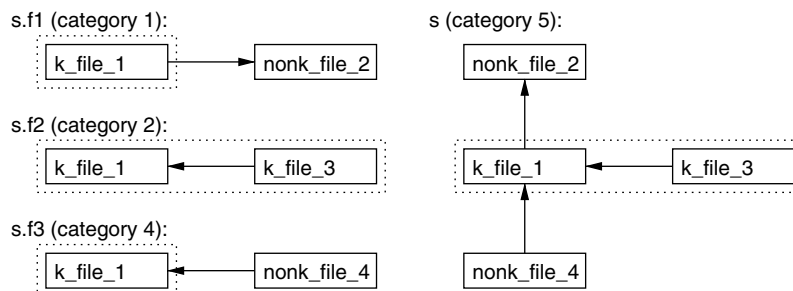 s.f1 (category 1):
k_file_1
nonk_file_2
s.f2 (category 2):
k_file_1
k_file_3
s.f3 (category 4):
k_file_1
nonk_file_4
s (category 5):
nonk_file_2
k_file_1
k_file_3
nonk_file_4